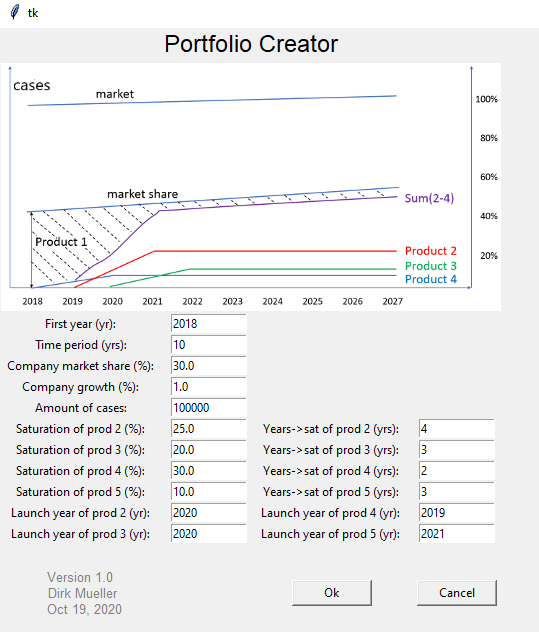 tk
Portfolio Creator
cases
market
100%
80%
60%
market share
Sum(2-4)
40%
Product 1
Product 2
20%
Product 3
Product 4
2018 2019 2020 2021 2022 2023 2024 2025 2026 2027
First year (yr): 2018
Time period (yrs): 10
Company market share (%): 30.0
Company growth (%): 1.0
Amount of cases: 100000
Saturation of prod 2 (%): 25.0 Years->sat of prod 2 (yrs): 4
Saturation of prod 3 (%): 20.0 Years->sat of prod 3 (yrs): 3
Saturation of prod 4 (%): 30.0 Years->sat of prod 4 (yrs): 2
Saturation of prod 5 (%): 10.0 Years->sat of prod 5 (yrs): 3
Launch year of prod 2 (yr): 2020 Launch year of prod 4 (yr): 2019
Launch year of prod 3 (yr): 2020 Launch year of prod 5 (yr): 2021
Version 1.0
Dirk Mueller
Oct 19, 2020
Ok Cancel